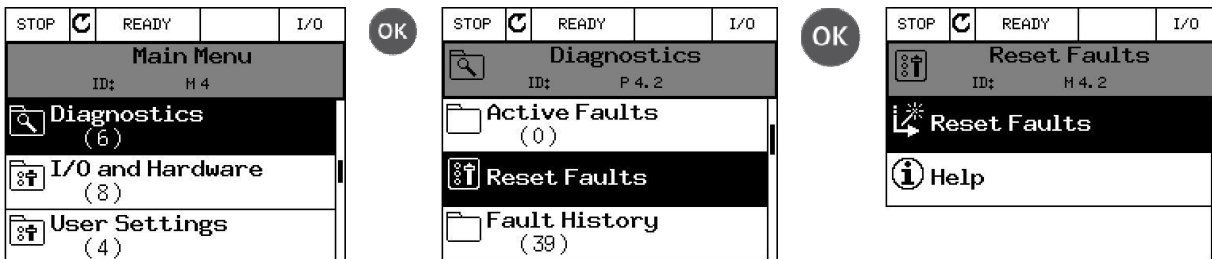 STOP READY I/O
Main Menu
ID: M 4
Diagnostics
(6)
I/O and Hardware
(8)
User Settings
(4)
OK
STOP READY I/O
Diagnostics
ID: P 4.2
Active Faults
(0)
Reset Faults
Fault History
(39)
OK
STOP READY I/O
Reset Faults
ID: M 4.2
Reset Faults
Help